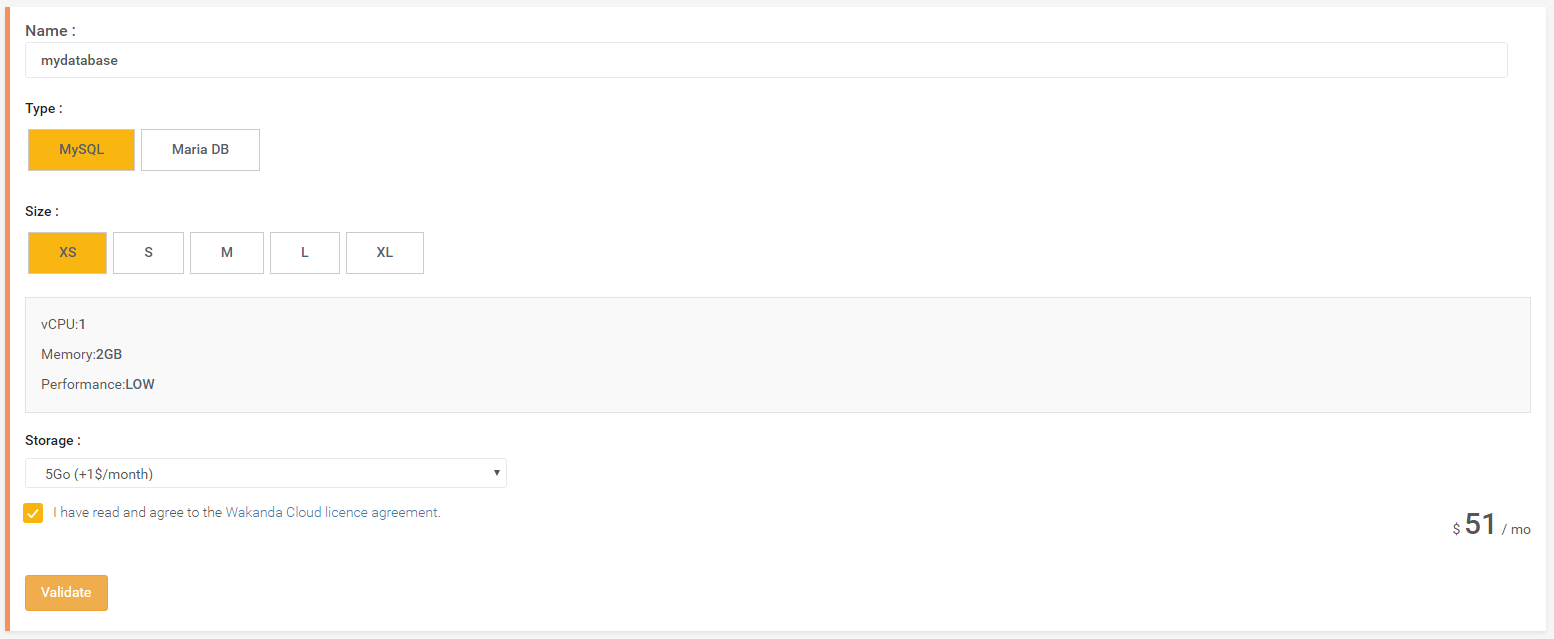 Name :
mydatabase
Type :
MySQL Maria DB
Size :
XS S M L XL
vCPU:1
Memory:2GB
Performance:LOW
Storage :
5Go (+1$/month)
I have read and agree to the Wakanda Cloud licence agreement.
$ 51 / mo
Validate